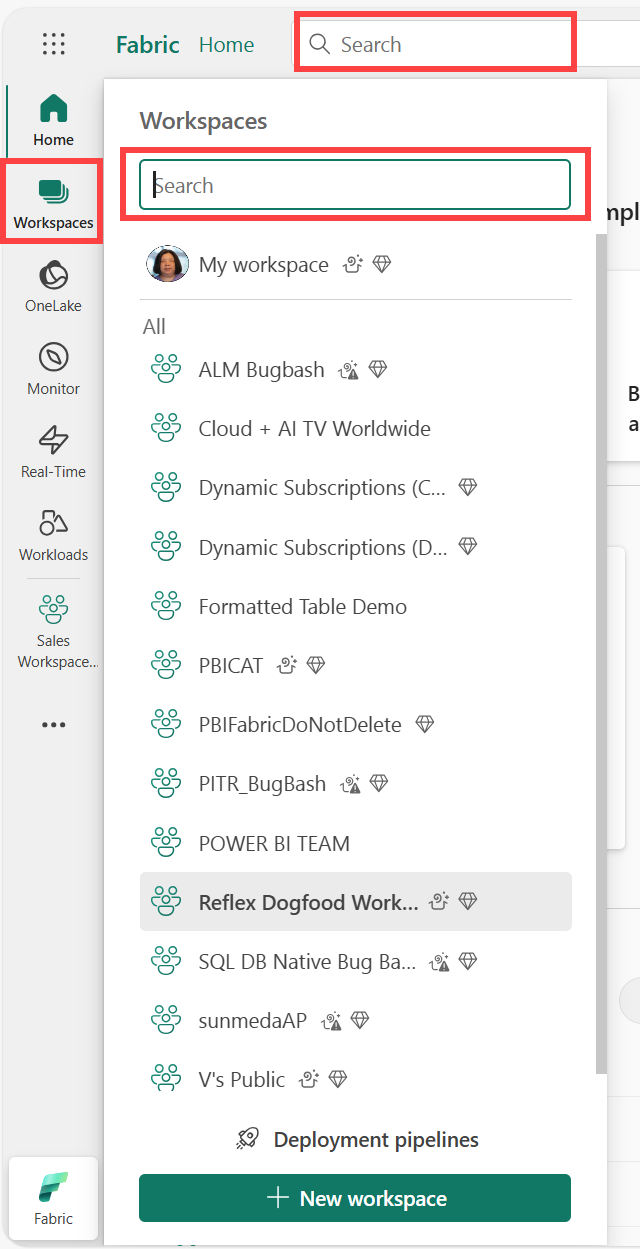 Fabric Home
Search
Home
Workspaces
OneLake
Monitor
Real-Time
Workloads
Sales
Workspace...
Fabric
Workspaces
Search
My workspace
All
ALM Bugbash
Cloud + AI TV Worldwide
Dynamic Subscriptions (C...
Dynamic Subscriptions (D...
Formatted Table Demo
PBICAT
PBIFabricDoNotDelete
PITR_BugBash
POWER BI TEAM
Reflex Dogfood Work...
SQL DB Native Bug Ba...
sunmedaAP
V's Public
Deployment pipelines
New workspace